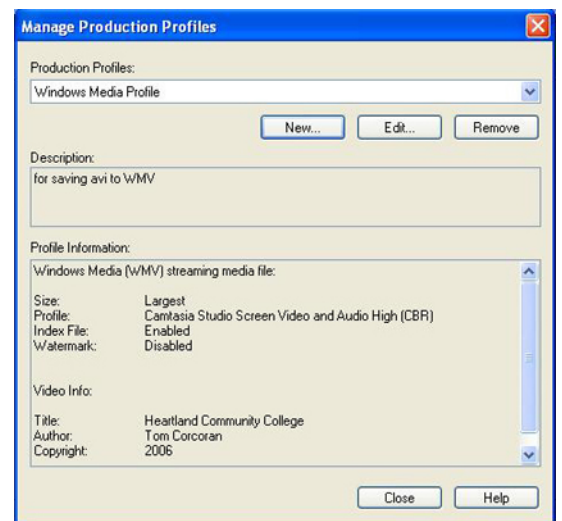 Manage Production Profiles
Production Profiles:
Windows Media Profile
New... Edit... Remove
Description:
for saving avi to WMV
Profile Information:
Windows Media (WMV) streaming media file:
Size: Largest
Profile: Camtasia Studio Screen Video and Audio High (CBR)
Index File: Enabled
Watermark: Disabled
Video Info:
Title: Heartland Community College
Author: Tom Corcoran
Copyright: 2006
Close Help